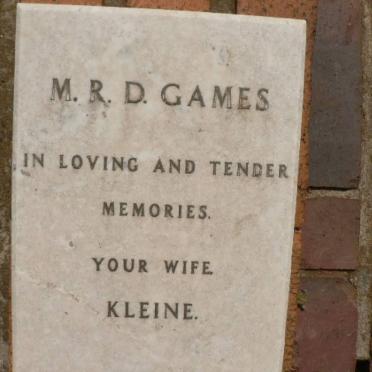 M. R. D. GAMES
IN LOVING AND TENDER
MEMORIES.
YOUR WIFE.
KLEINE.